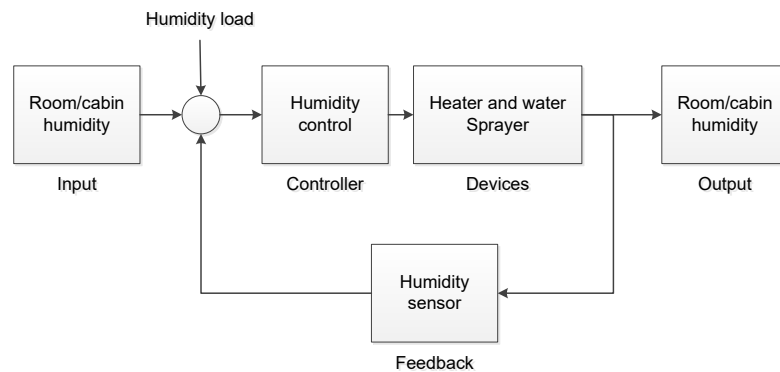 Humidity load
Room/cabin
humidity
Humidity
control
Heater and water
Sprayer
Room/cabin
humidity
Input
Controller
Devices
Output
Humidity
sensor
Feedback